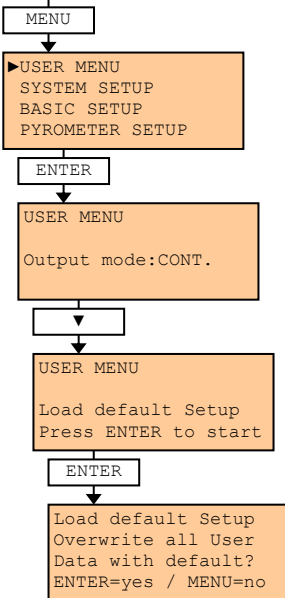 MENU
►USER MENU
SYSTEM SETUP
BASIC SETUP
PYROMETER SETUP
ENTER
USER MENU
Output mode:CONT.
▼
USER MENU
Load default Setup
Press ENTER to start
ENTER
Load default Setup
Overwrite all User
Data with default?
ENTER=yes / MENU=no